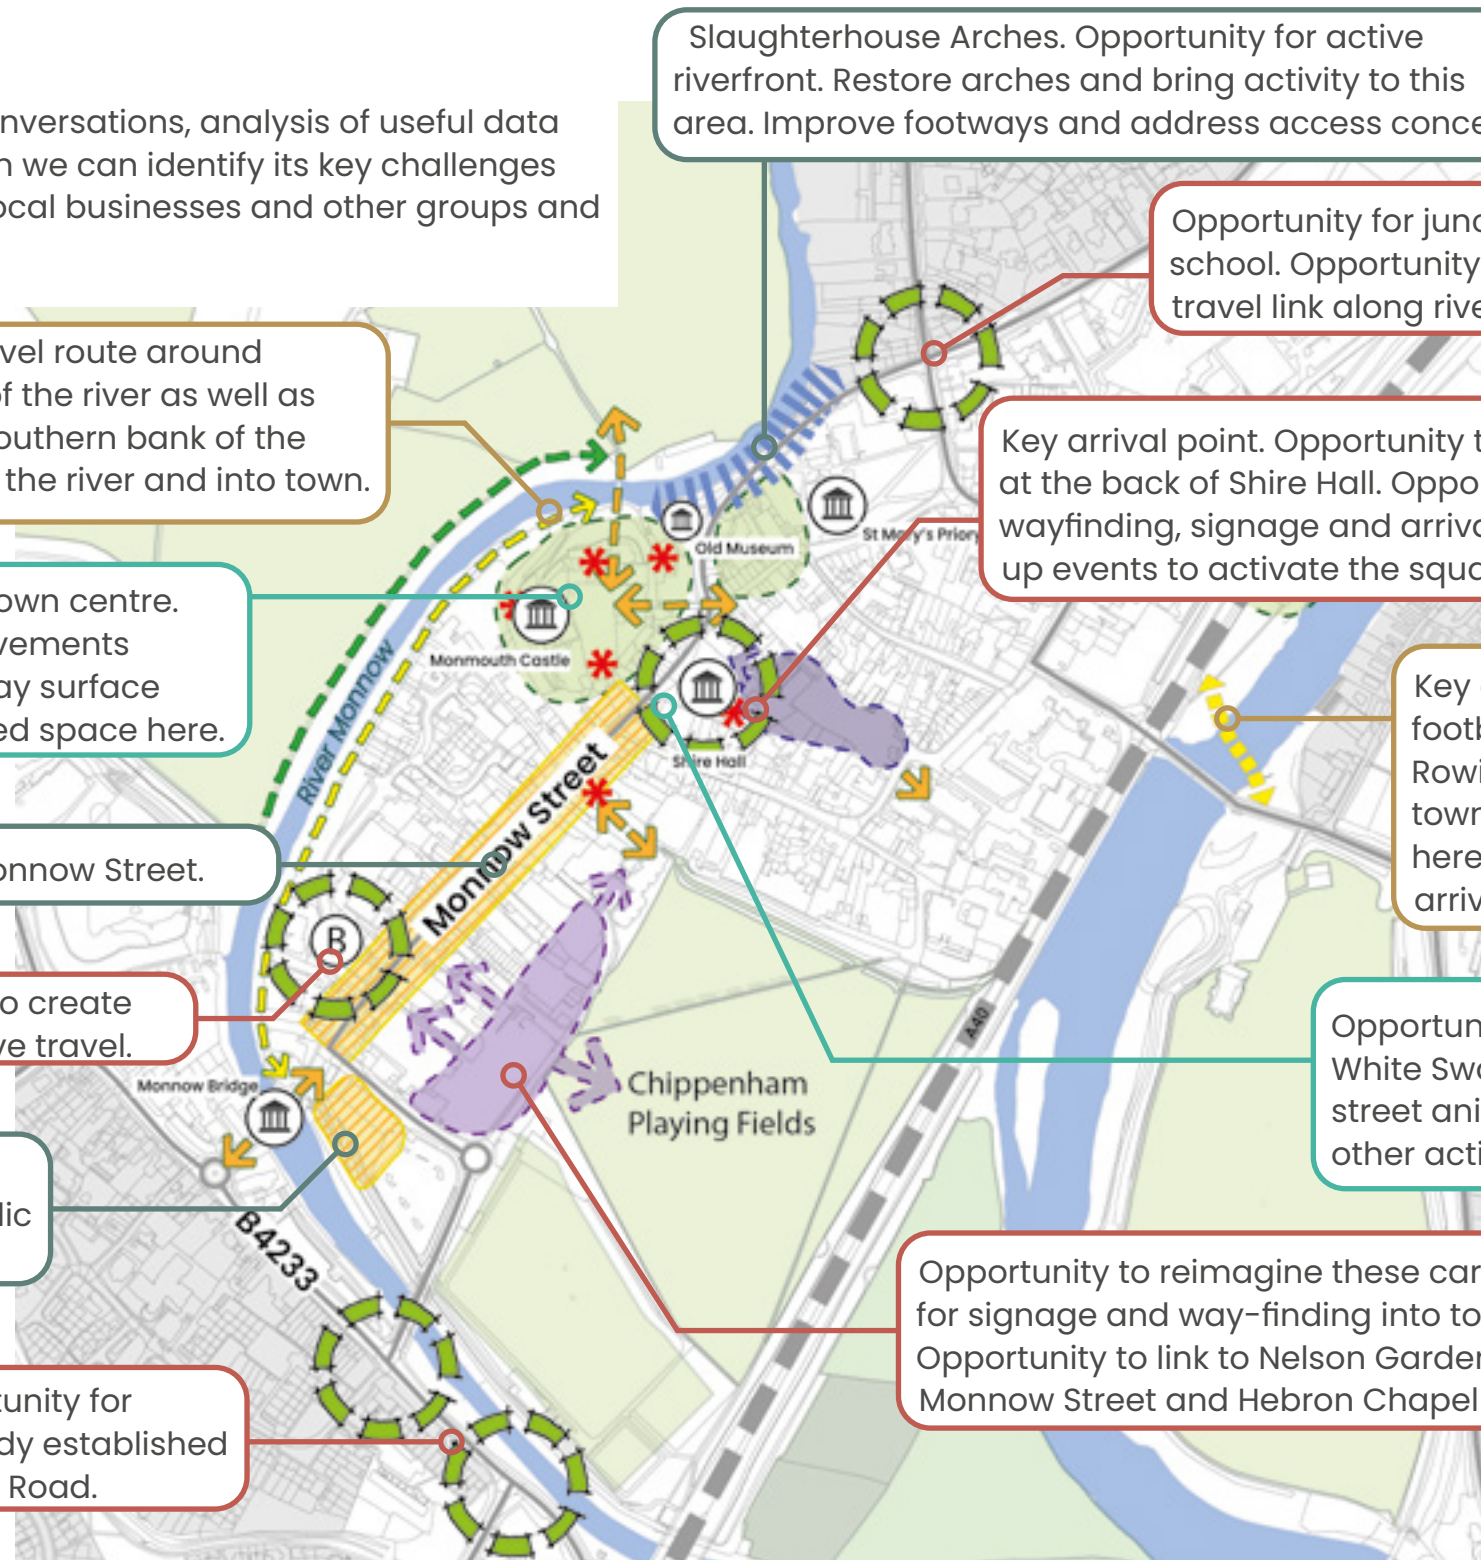 Slaughterhouse Arches. Opportunity for active
riverfront. Restore arches and bring activity to this
area. Improve footways and address access conce
nversations, analysis of useful data
n we can identify its key challenges
ocal businesses and other groups and
Opportunity for junc
school. Opportunity
travel link along rive
vel route around
of the river as well as
outhern bank of the
the river and into town.
Key arrival point. Opportunity t
at the back of Shire Hall. Oppo
wayfinding, signage and arriva
up events to activate the squa
St Mary's Priory
Old Museum
own centre.
vements
ay surface
ed space here.
Monmouth Castle
River Monnow
Shire Hall
Monnow Street
Key
footb
Rowi
town
here
arriv
onnow Street.
B
o create
ve travel.
A40
Opportun
White Swa
street ani
other acti
Monnow Bridge
Chippenham
Playing Fields
lic
B4233
Opportunity to reimagine these car
for signage and way-finding into to
Opportunity to link to Nelson Garden
Monnow Street and Hebron Chapel
tunity for
dy established
Road.